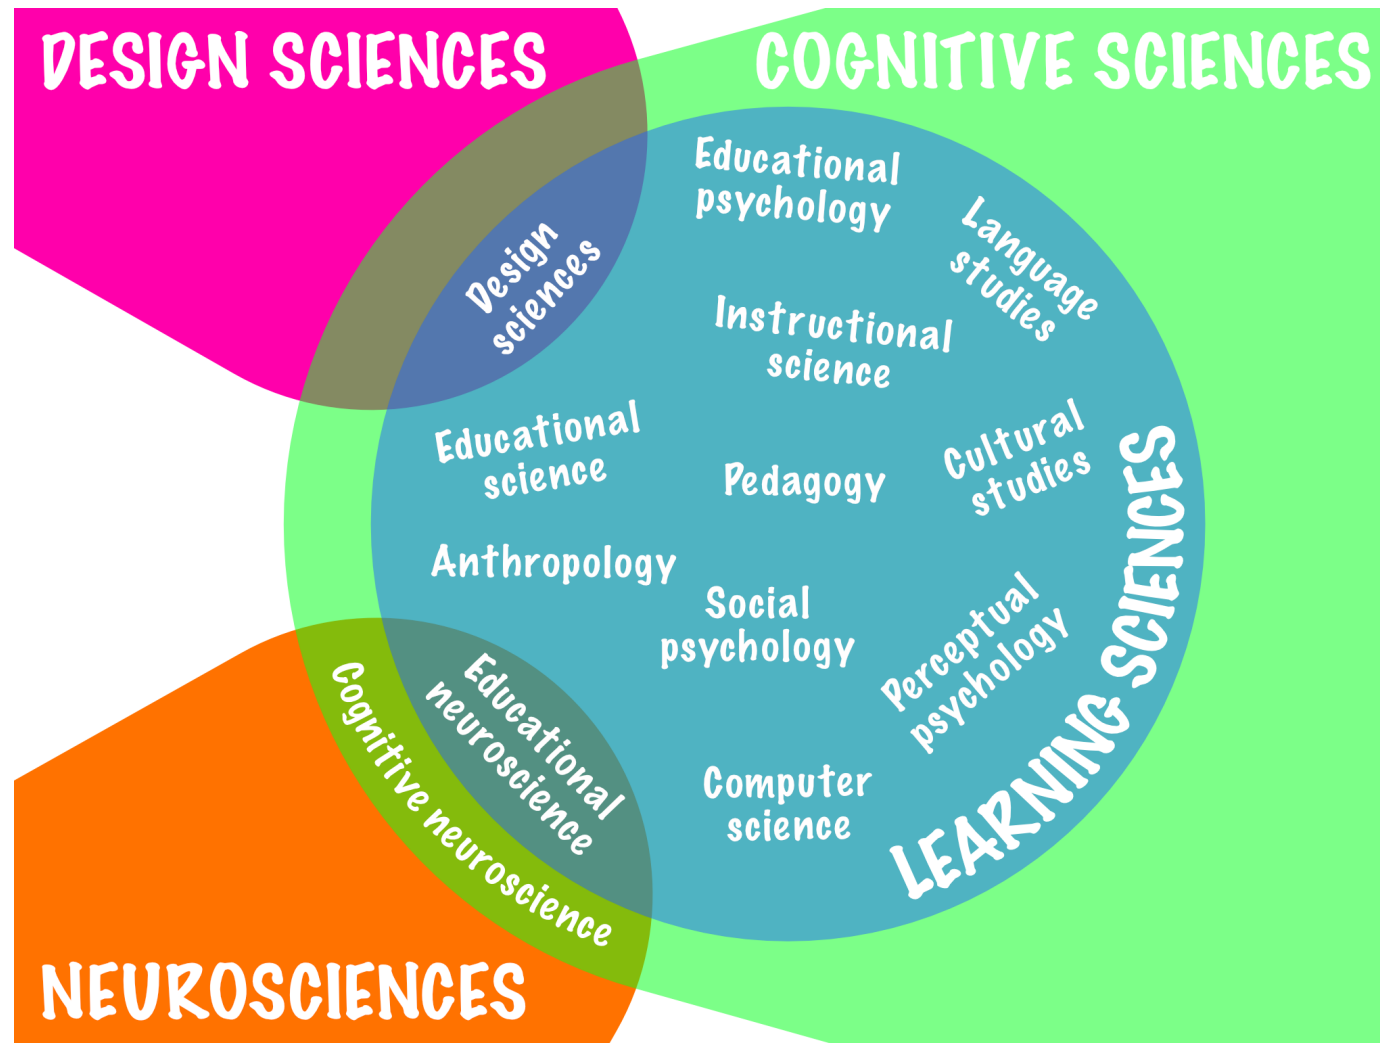 DESIGN SCIENCES
COGNITIVE SCIENCES
Educational
psychology
Language
studies
Design
sciences
Instructional
science
Educational
science
Cultural
studies
Pedagogy
Anthropology
Social
psychology
Perceptual
psychology
LEARNING SCIENCES
Educational
neuroscience
Cognitive neuroscience
Computer
science
NEUROSCIENCES